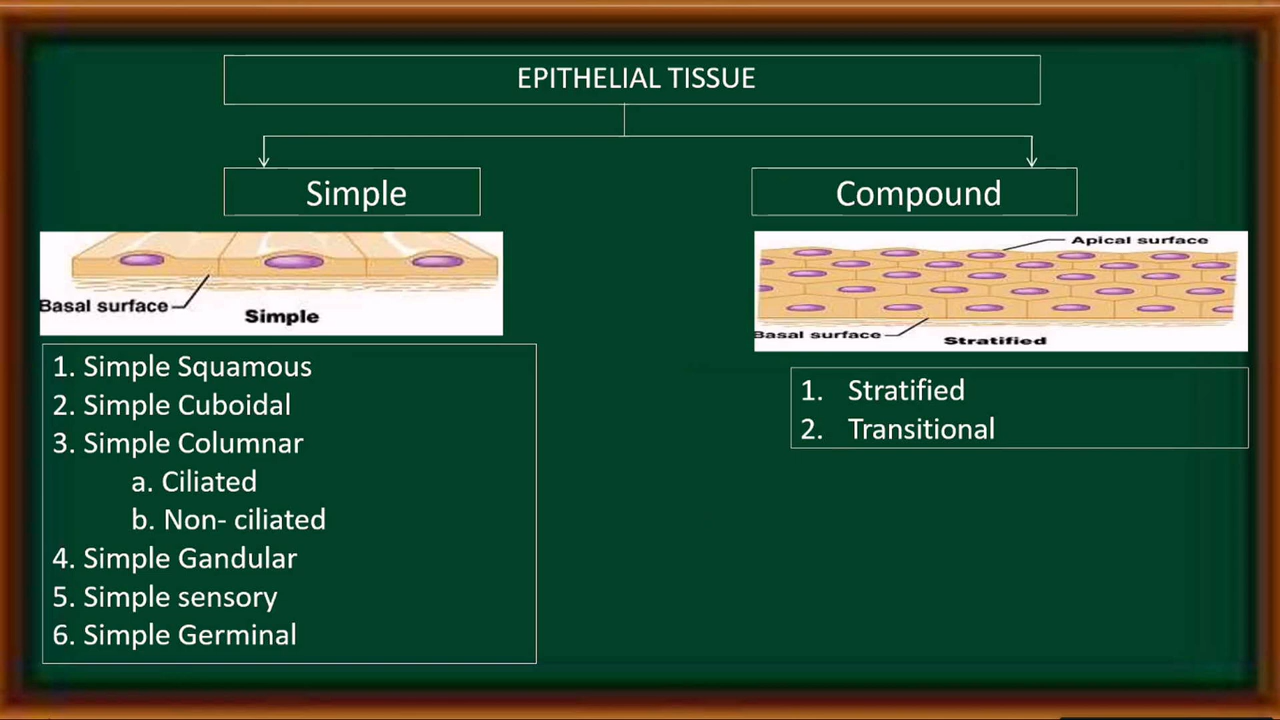 EPITHELIAL TISSUE
Simple
Compound
Basal surface
Simple
Apical surface
Basal surface
Stratified
1. Simple Squamous
2. Simple Cuboidal
3. Simple Columnar
a. Ciliated
b. Non- ciliated
4. Simple Gandular
5. Simple sensory
6. Simple Germinal
1. Stratified
2. Transitional